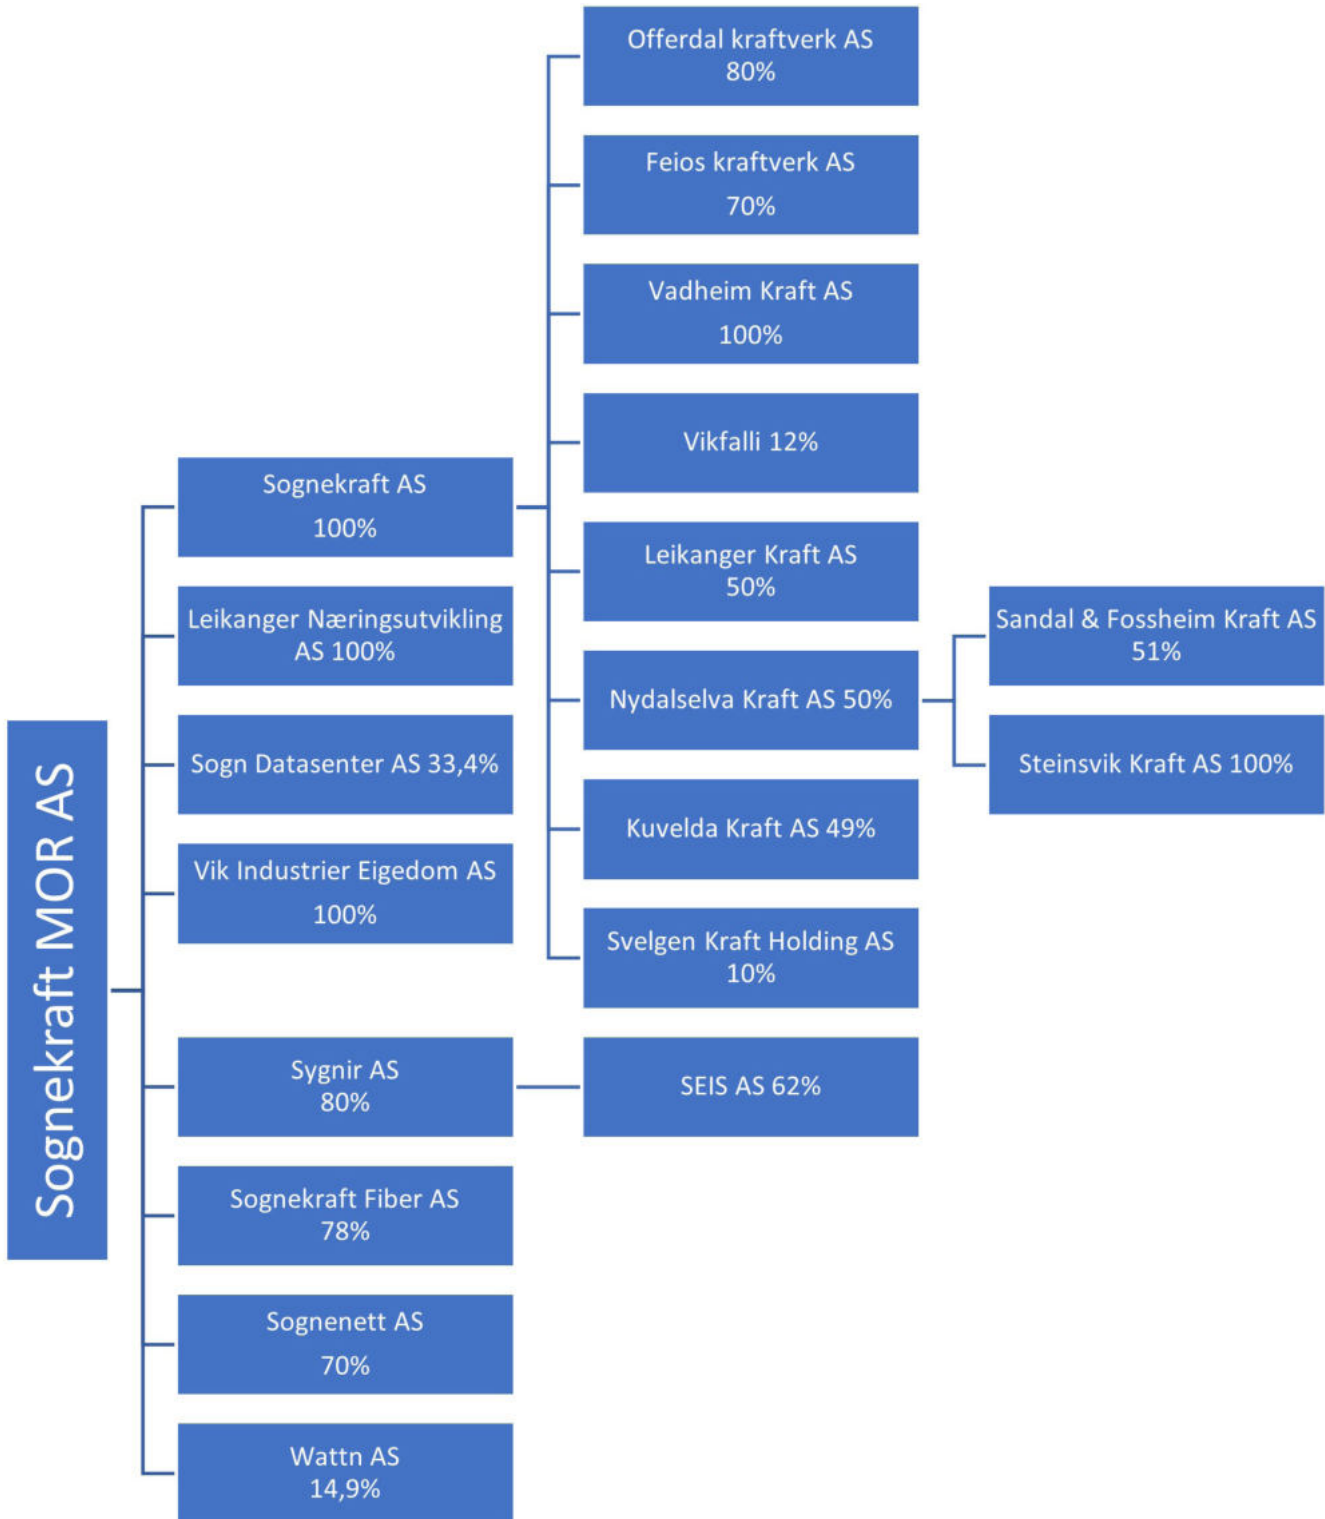 Sognekraft MOR AS
Sognekraft AS
100%
Leikanger Næringsutvikling
AS 100%
Sogn Datasenter AS 33,4%
Vik Industrier Eigedom AS
100%
Sygnir AS
80%
Sognekraft Fiber AS
78%
Sognenett AS
70%
Wattn AS
14,9%
Offerdal kraftverk AS
80%
Feios kraftverk AS
70%
Vadheim Kraft AS
100%
Vikfalli 12%
Leikanger Kraft AS
50%
Nydalselva Kraft AS 50%
Kuvelda Kraft AS 49%
Svelgen Kraft Holding AS
10%
SEIS AS 62%
Sandal & Fossheim Kraft AS
51%
Steinsvik Kraft AS 100%